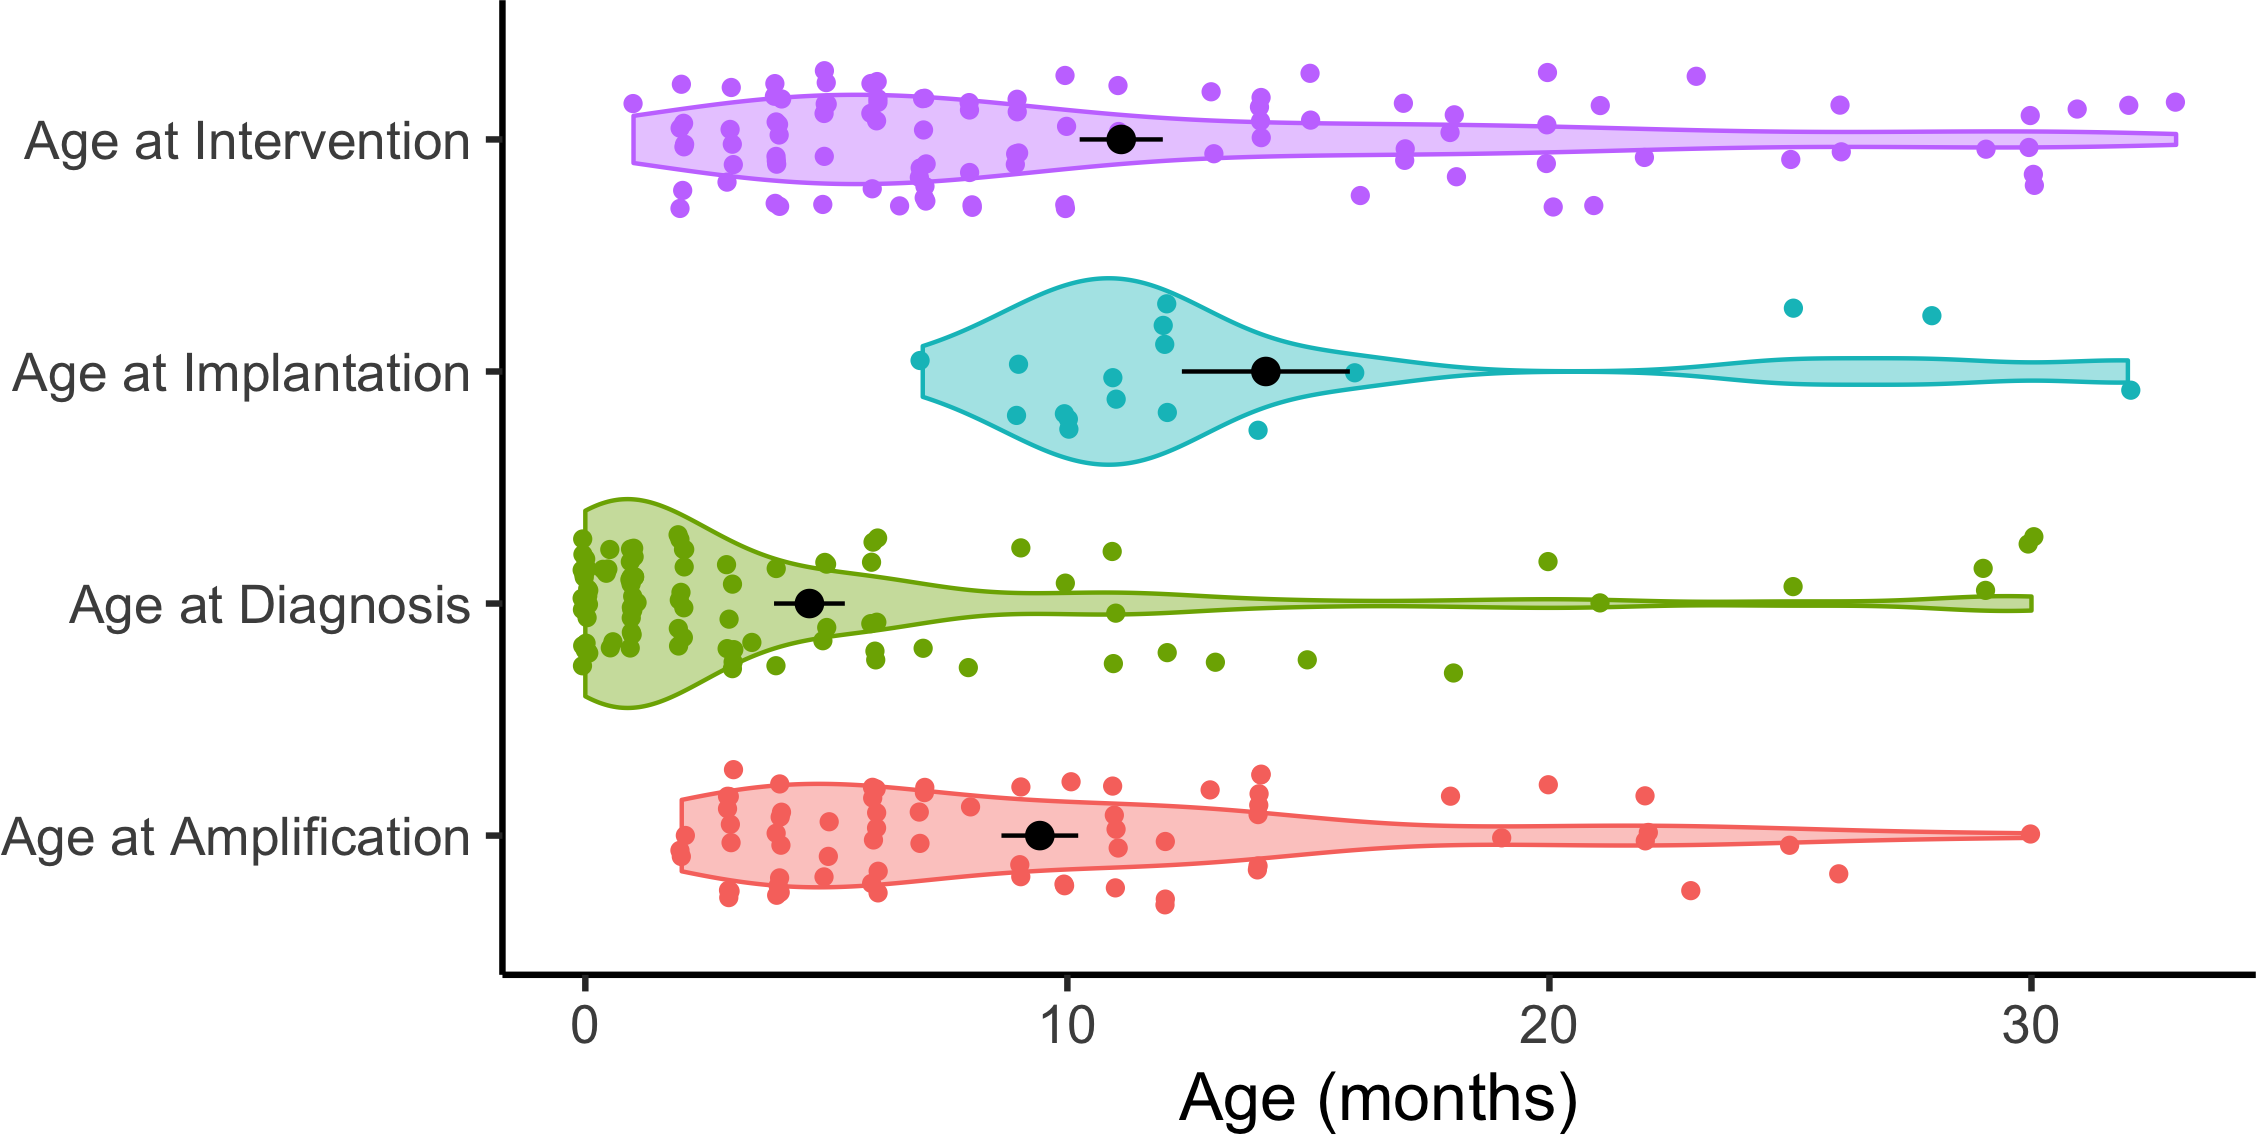 Age at Intervention
Age at Implantation
Age at Diagnosis
Age at Amplification
0 10 20 30
Age (months)